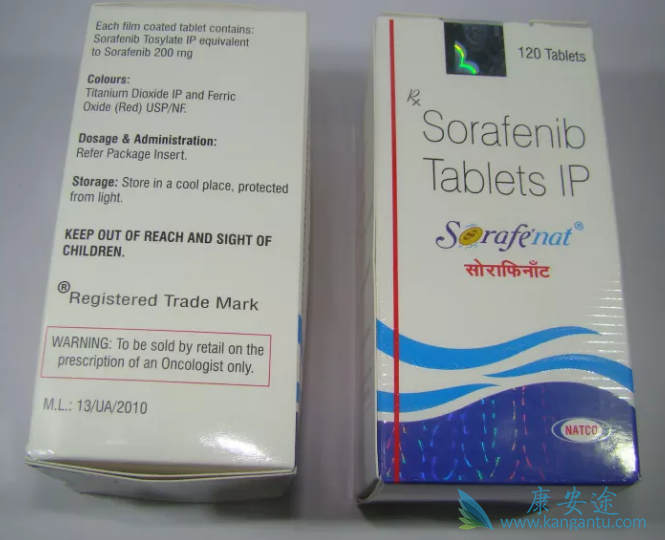 Each film coated tablet contains:
Sorafenib Tosylate IP equivalent
to Sorafenib 200 mg
Colours:
Titanium Dioxide IP and Ferric
Oxide (Red) USP/NF.
Dosage & Administration:
Refer Package Insert.
Storage: Store in a cool place, protected
from light.
KEEP OUT OF REACH AND SIGHT OF
CHILDREN.
®Registered Trade Mark
WARNING: To be sold by retail on the
prescription of an Oncologist only.
M.L.: 13/UA/2010
120 Tablets
Rx
Sorafenib
Tablets IP
Sorafénat®
सोराफिनाँट
NATCO
康安途
www.kangantu.com